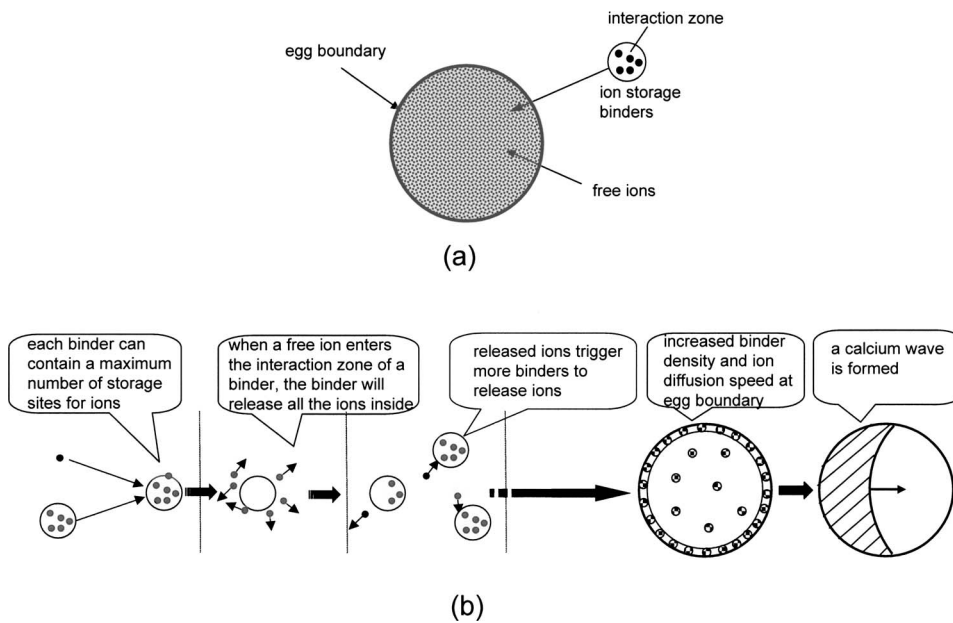 interaction zone
egg boundary
ion storage
binders
free ions
(a)
each binder can
contain a maximum
number of storage
sites for ions
when a free ion enters
the interaction zone of a
binder, the binder will
release all the ions inside
released ions trigger
more binders to
release ions
increased binder
density and ion
diffusion speed at
egg boundary
a calcium wave
is formed
(b)